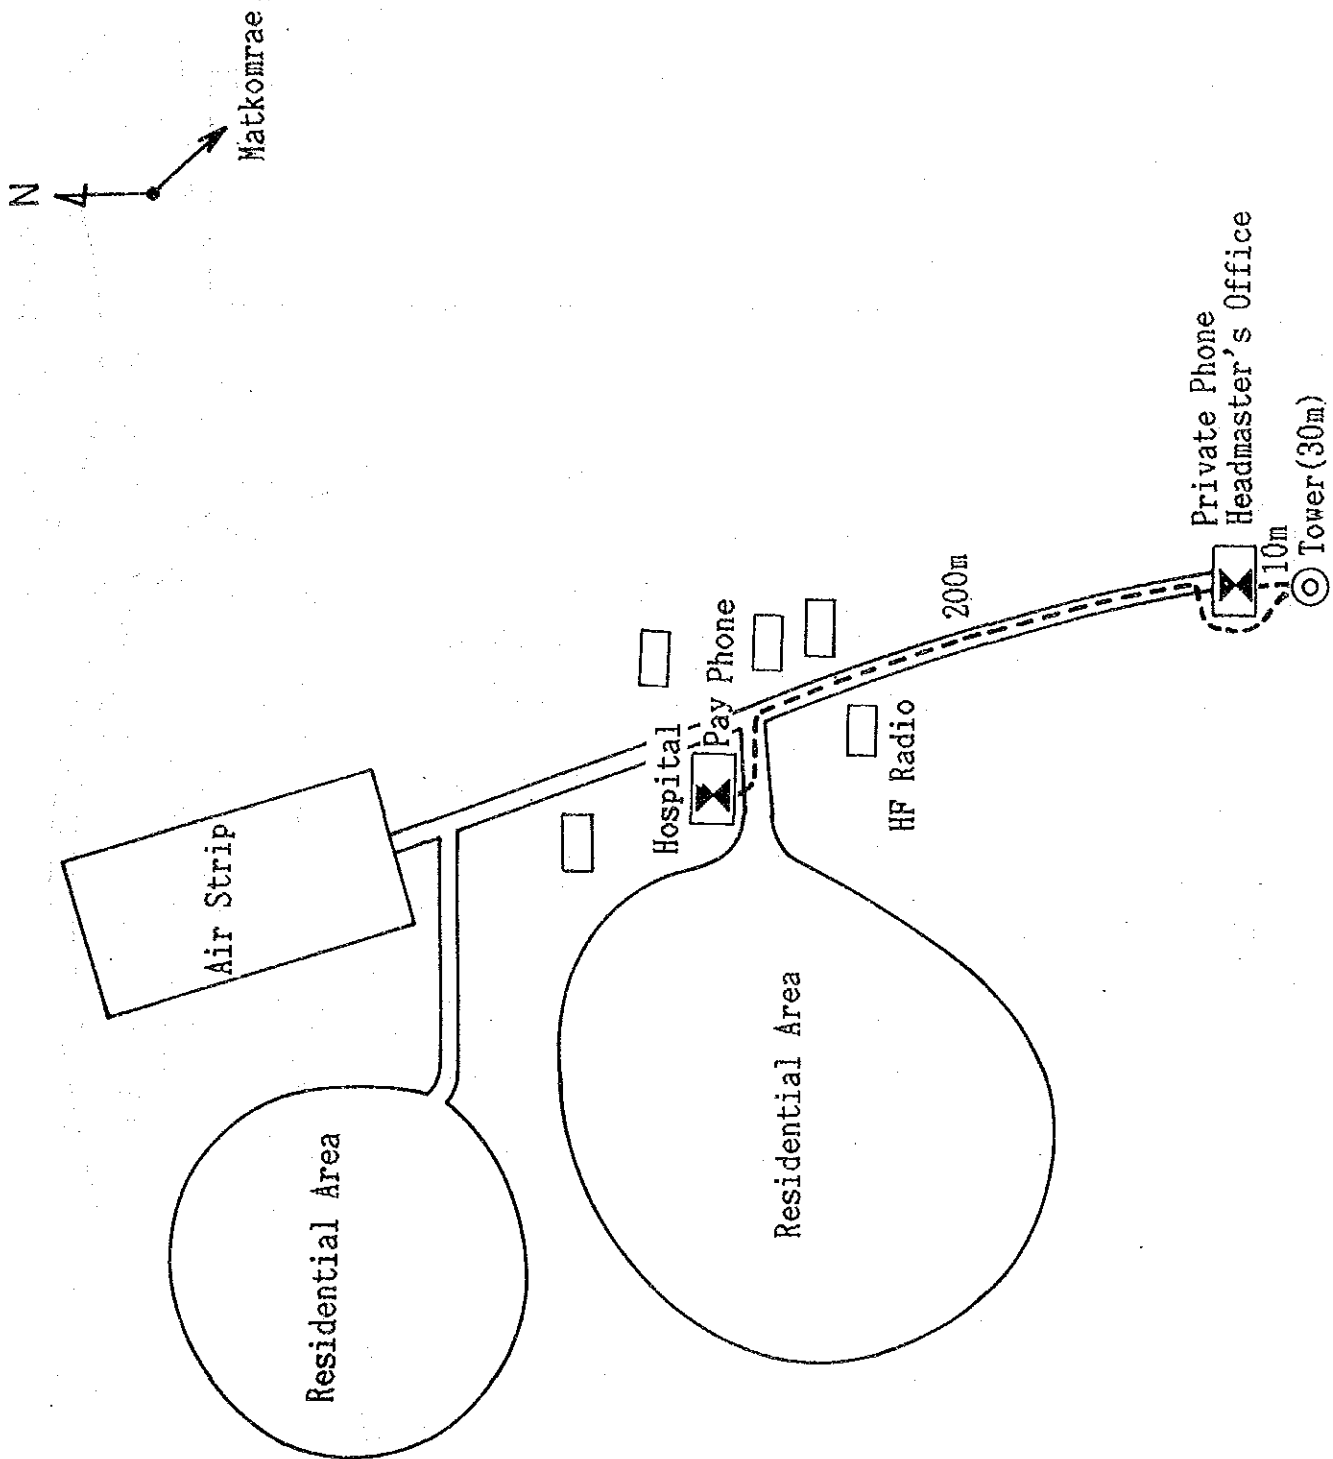 N
Matkomrae
Air Strip
Residential Area
Hospital
Pay Phone
Residential Area
HF Radio
200m
Private Phone
Headmaster's Office
10m
Tower(30m)